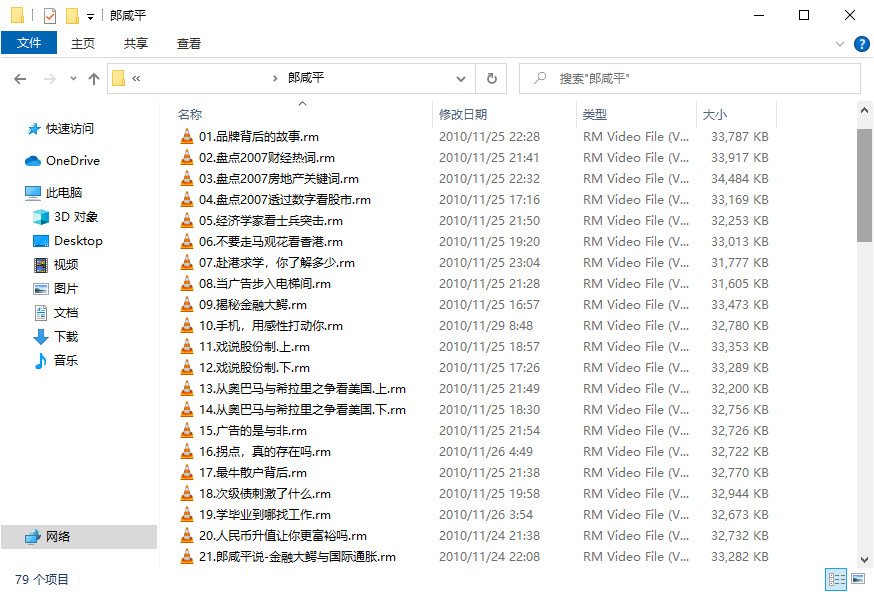 郎咸平
文件 主页 共享 查看
« › 郎咸平 搜索"郎咸平"
名称 修改日期 类型 大小
快速访问
OneDrive
此电脑
3D 对象
Desktop
视频
图片
文档
下载
音乐
网络
01.品牌背后的故事.rm 2010/11/25 22:28 RM Video File (V... 33,787 KB
02.盘点2007财经热词.rm 2010/11/25 21:41 RM Video File (V... 33,917 KB
03.盘点2007房地产关键词.rm 2010/11/25 22:32 RM Video File (V... 34,484 KB
04.盘点2007透过数字看股市.rm 2010/11/25 17:16 RM Video File (V... 33,169 KB
05.经济学家看士兵突击.rm 2010/11/25 21:50 RM Video File (V... 32,253 KB
06.不要走马观花看香港.rm 2010/11/25 19:20 RM Video File (V... 33,013 KB
07.赴港求学，你了解多少.rm 2010/11/25 23:04 RM Video File (V... 31,777 KB
08.当广告步入电梯间.rm 2010/11/25 21:28 RM Video File (V... 31,605 KB
09.揭秘金融大鳄.rm 2010/11/25 16:57 RM Video File (V... 33,473 KB
10.手机，用感性打动你.rm 2010/11/29 8:48 RM Video File (V... 32,780 KB
11.戏说股份制.上.rm 2010/11/25 18:57 RM Video File (V... 33,353 KB
12.戏说股份制.下.rm 2010/11/25 17:26 RM Video File (V... 33,289 KB
13.从奥巴马与希拉里之争看美国.上.rm 2010/11/25 21:49 RM Video File (V... 32,200 KB
14.从奥巴马与希拉里之争看美国.下.rm 2010/11/25 18:30 RM Video File (V... 32,756 KB
15.广告的是与非.rm 2010/11/25 21:54 RM Video File (V... 32,726 KB
16.拐点，真的存在吗.rm 2010/11/26 4:49 RM Video File (V... 32,722 KB
17.最牛散户背后.rm 2010/11/25 21:38 RM Video File (V... 32,770 KB
18.次级债刺激了什么.rm 2010/11/25 19:58 RM Video File (V... 32,944 KB
19.学毕业到哪找工作.rm 2010/11/26 3:54 RM Video File (V... 32,673 KB
20.人民币升值让你更富裕吗.rm 2010/11/24 21:38 RM Video File (V... 32,732 KB
21.郎咸平说-金融大鳄与国际通胀.rm 2010/11/24 22:08 RM Video File (V... 33,282 KB
79 个项目